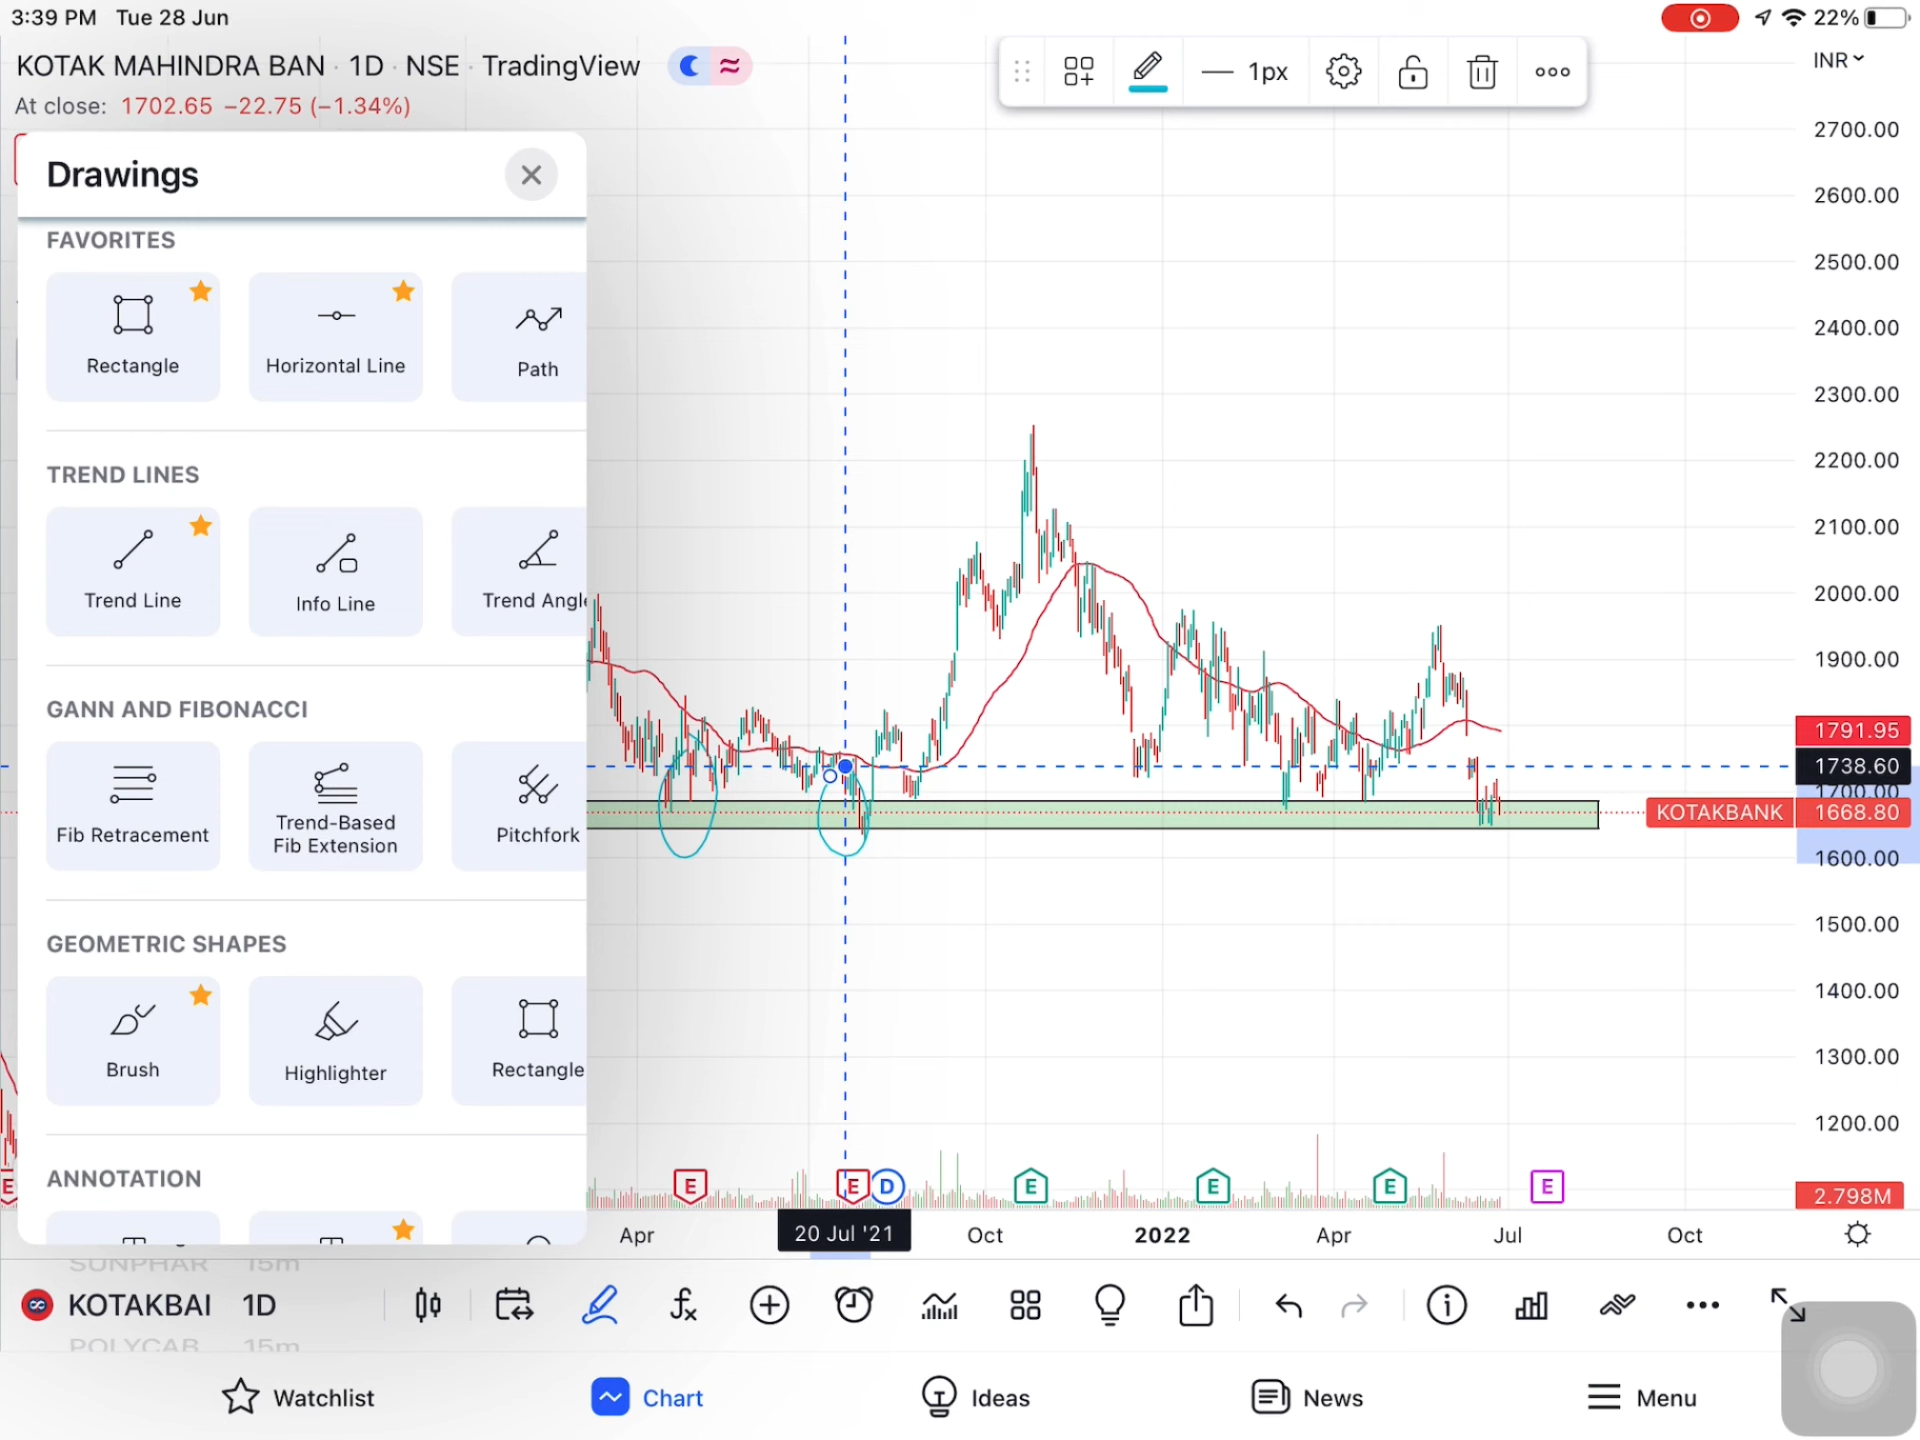 3:39 PM Tue 28 Jun
22%
KOTAK MAHINDRA BAN · 1D · NSE · TradingView
At close: 1702.65 −22.75 (−1.34%)
1px
INR
Drawings
FAVORITES
Rectangle
Horizontal Line
Path
TREND LINES
Trend Line
Info Line
Trend Angle
GANN AND FIBONACCI
Fib Retracement
Trend-Based
Fib Extension
Pitchfork
GEOMETRIC SHAPES
Brush
Highlighter
Rectangle
ANNOTATION
2700.00
2600.00
2500.00
2400.00
2300.00
2200.00
2100.00
2000.00
1900.00
1791.95
1738.60
1700.00
KOTAKBANK 1668.80
1600.00
1500.00
1400.00
1300.00
1200.00
2.798M
E E E D E E E E
Apr 20 Jul '21 Oct 2022 Apr Jul Oct
SUNPHAR 15m
KOTAKBAI 1D
POLYCAB 15m
Watchlist Chart Ideas News Menu